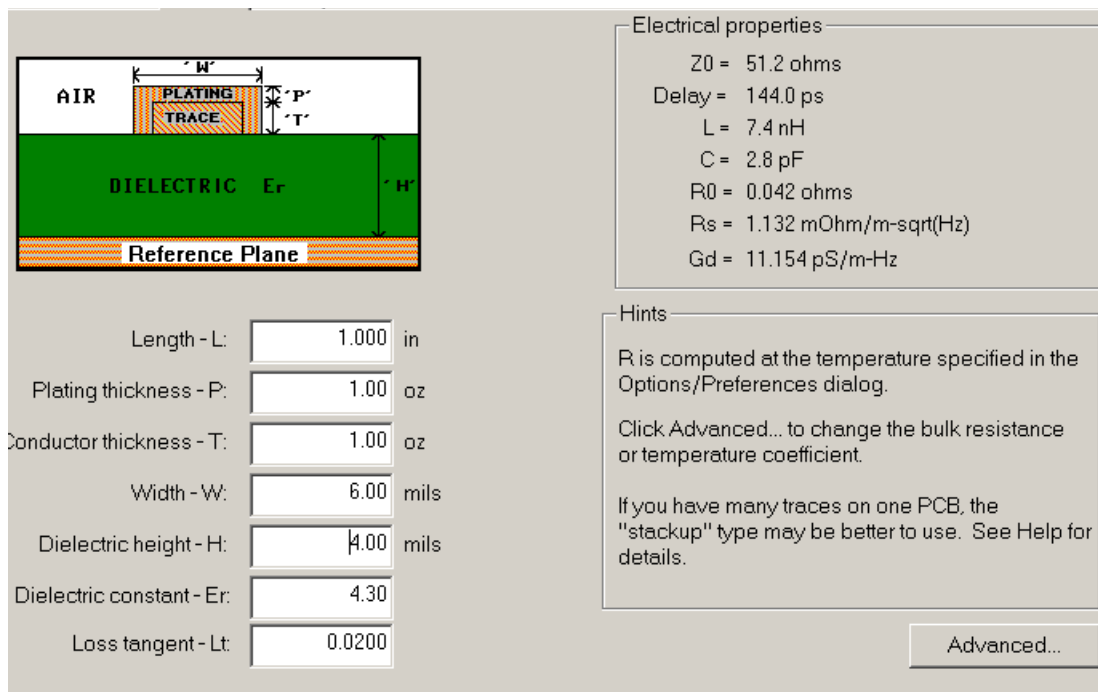 Electrical properties
Z0 = 51.2 ohms
Delay = 144.0 ps
L = 7.4 nH
C = 2.8 pF
R0 = 0.042 ohms
Rs = 1.132 mOhm/m-sqrt(Hz)
Gd = 11.154 pS/m-Hz
'W'
AIR
PLATING
'P'
TRACE
'T'
DIELECTRIC Er
'H'
Reference Plane
Length - L: 1.000 in
Plating thickness - P: 1.00 oz
Conductor thickness - T: 1.00 oz
Width - W: 6.00 mils
Dielectric height - H: 4.00 mils
Dielectric constant - Er: 4.30
Loss tangent - Lt: 0.0200
Hints
R is computed at the temperature specified in the
Options/Preferences dialog.
Click Advanced... to change the bulk resistance
or temperature coefficient.
If you have many traces on one PCB, the
"stackup" type may be better to use. See Help for
details.
Advanced...